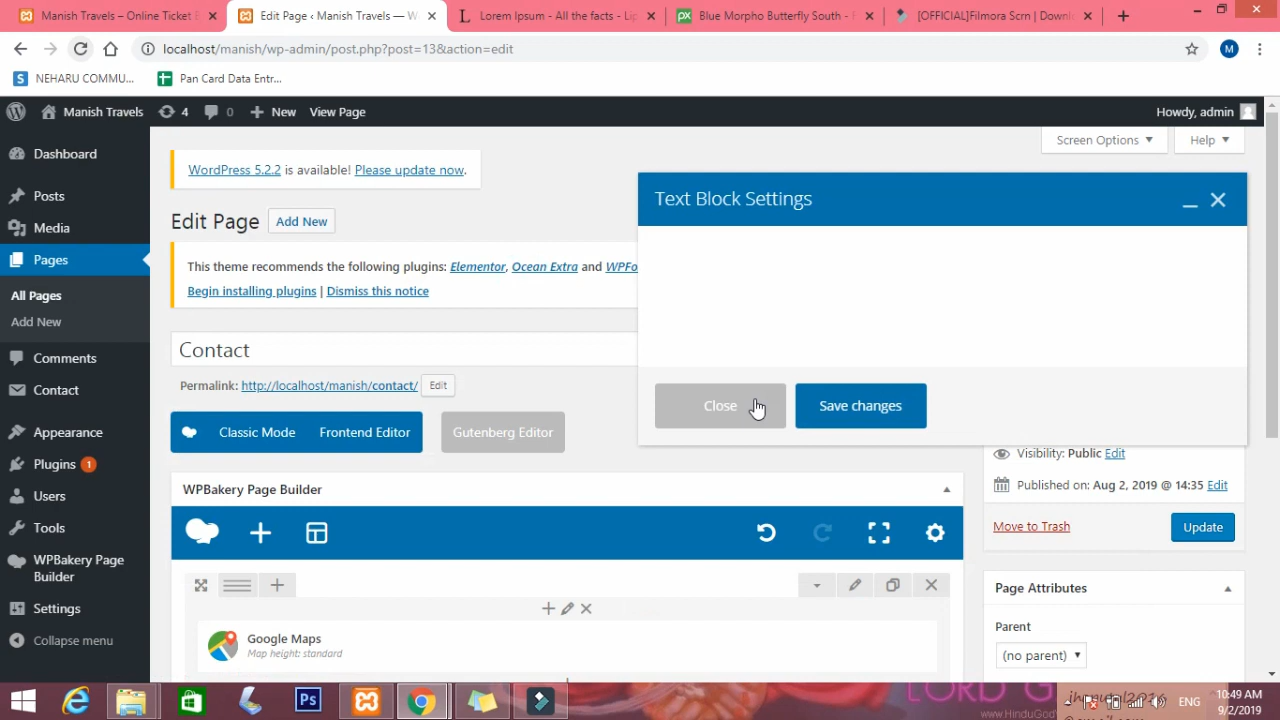 Manish Travels – Online Ticket B
Edit Page ‹ Manish Travels — W
Lorem Ipsum - All the facts - Lip
Blue Morpho Butterfly South - F
[OFFICIAL]Filmora Scrn | Downl
localhost/manish/wp-admin/post.php?post=13&action=edit
M
NEHARU COMMU...
Pan Card Data Entr...
Manish Travels
4
0
New
View Page
Howdy, admin
Dashboard
Posts
Media
Pages
All Pages
Add New
Comments
Contact
Appearance
Plugins 1
Users
Tools
WPBakery Page
Builder
Settings
Collapse menu
Screen Options
Help
WordPress 5.2.2 is available! Please update now.
Edit Page
Add New
This theme recommends the following plugins: Elementor, Ocean Extra and WPFo
Begin installing plugins | Dismiss this notice
Contact
Permalink: http://localhost/manish/contact/ Edit
Classic Mode
Frontend Editor
Gutenberg Editor
Text Block Settings
Close
Save changes
Visibility: Public Edit
Published on: Aug 2, 2019 @ 14:35 Edit
Move to Trash
Update
WPBakery Page Builder
Google Maps
Map height: standard
Page Attributes
Parent
(no parent)
Ps
LORD G
www.HinduGod
ENG
10:49 AM
9/2/2019